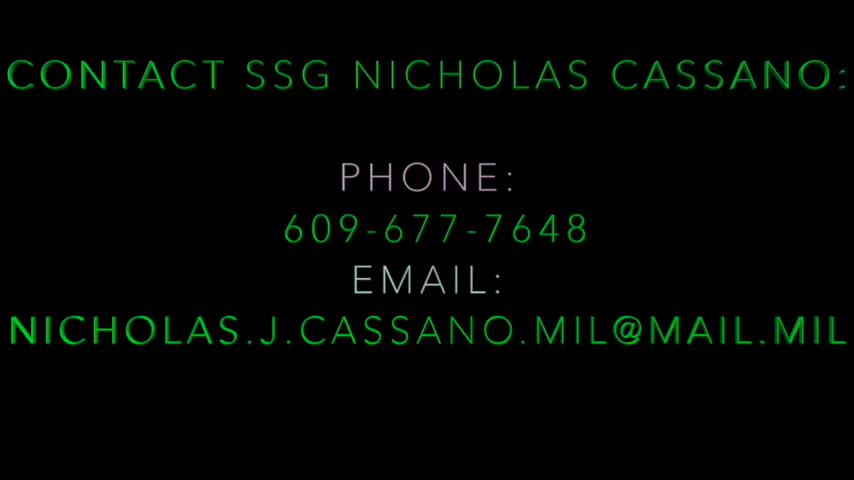 CONTACT SSG NICHOLAS CASSANO:
PHONE:
609-677-7648
EMAIL:
NICHOLAS.J.CASSANO.MIL@MAIL.MIL